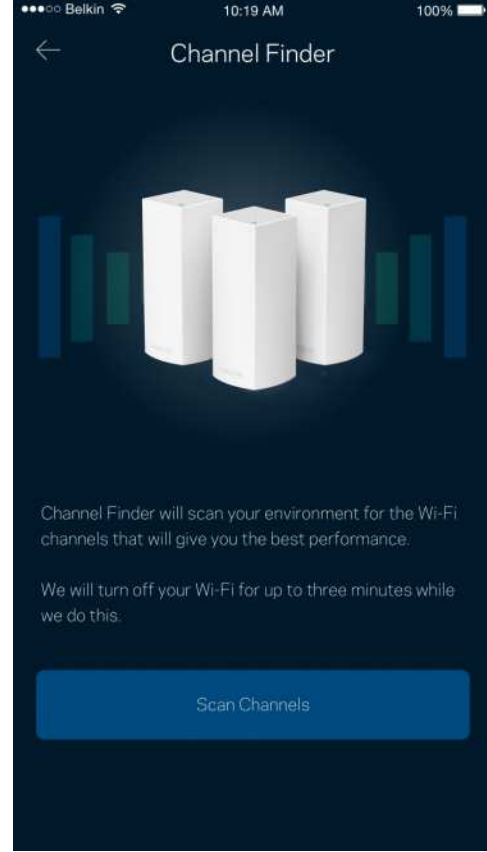 Belkin 10:19 AM 100%
Channel Finder
Channel Finder will scan your environment for the Wi-Fi
channels that will give you the best performance.
We will turn off your Wi-Fi for up to three minutes while
we do this.
Scan Channels